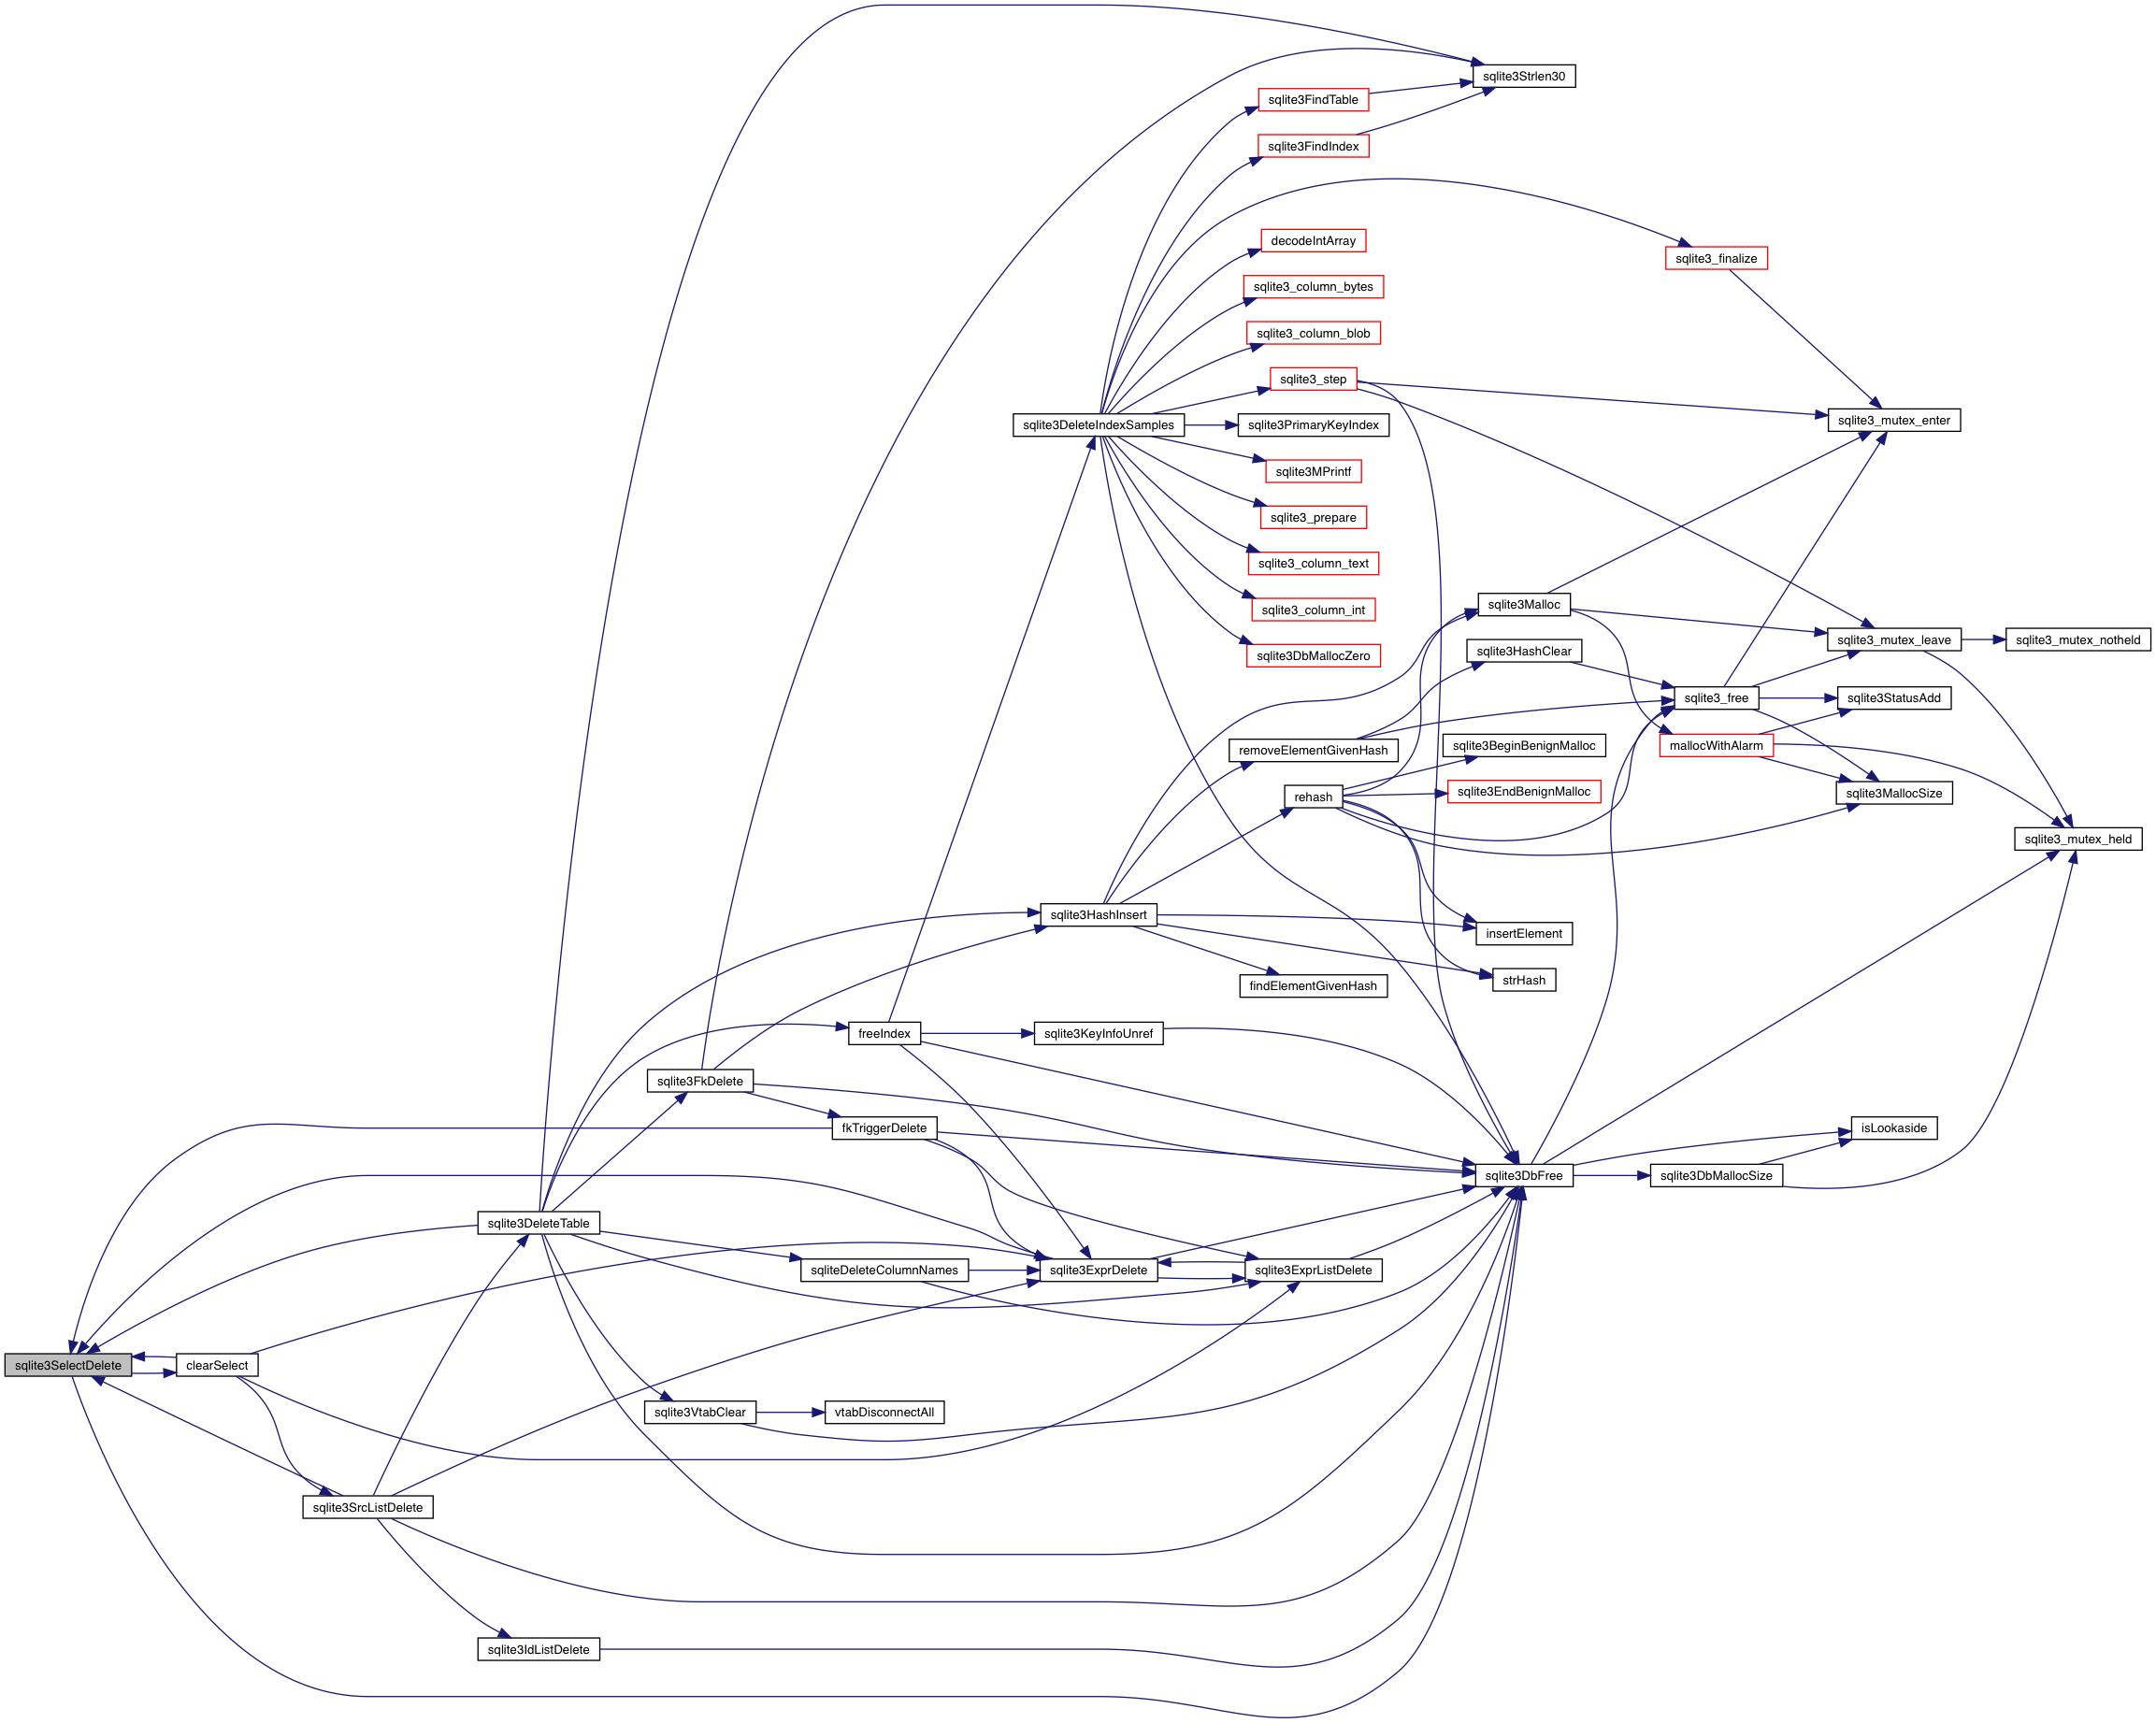 sqlite3Strlen30
sqlite3FindTable
sqlite3FindIndex
decodeIntArray
sqlite3_finalize
sqlite3_column_bytes
sqlite3_column_blob
sqlite3_step
sqlite3_mutex_enter
sqlite3DeleteIndexSamples
sqlite3PrimaryKeyIndex
sqlite3MPrintf
sqlite3_prepare
sqlite3_column_text
sqlite3_column_int
sqlite3Malloc
sqlite3_mutex_leave
sqlite3_mutex_notheld
sqlite3HashClear
sqlite3DbMallocZero
sqlite3_free
sqlite3StatusAdd
removeElementGivenHash
sqlite3BeginBenignMalloc
mallocWithAlarm
rehash
sqlite3EndBenignMalloc
sqlite3MallocSize
sqlite3_mutex_held
sqlite3HashInsert
insertElement
findElementGivenHash
strHash
freeIndex
sqlite3KeyInfoUnref
sqlite3FkDelete
fkTriggerDelete
isLookaside
sqlite3DbFree
sqlite3DbMallocSize
sqlite3DeleteTable
sqliteDeleteColumnNames
sqlite3ExprDelete
sqlite3ExprListDelete
sqlite3SelectDelete
clearSelect
sqlite3VtabClear
vtabDisconnectAll
sqlite3SrcListDelete
sqlite3IdListDelete